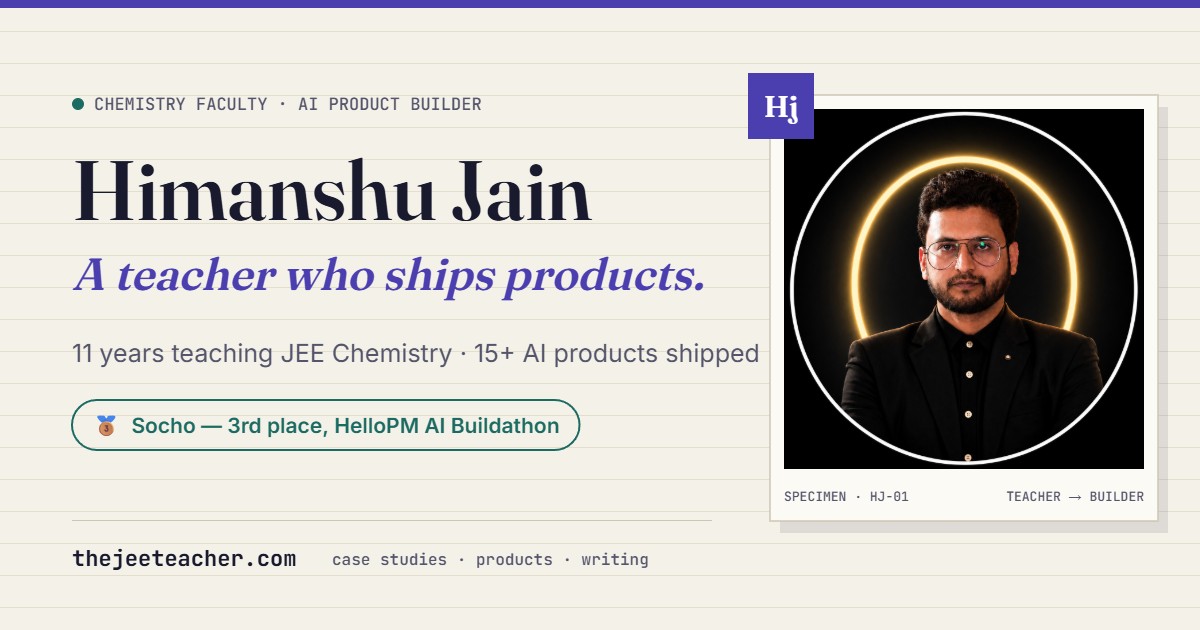 CHEMISTRY FACULTY · AI PRODUCT BUILDER
Himanshu Jain
A teacher who ships products.
11 years teaching JEE Chemistry · 15+ AI products shipped
3
Socho — 3rd place, HelloPM AI Buildathon
thejeeteacher.com
case studies · products · writing
Hj
SPECIMEN · HJ-01
TEACHER → BUILDER